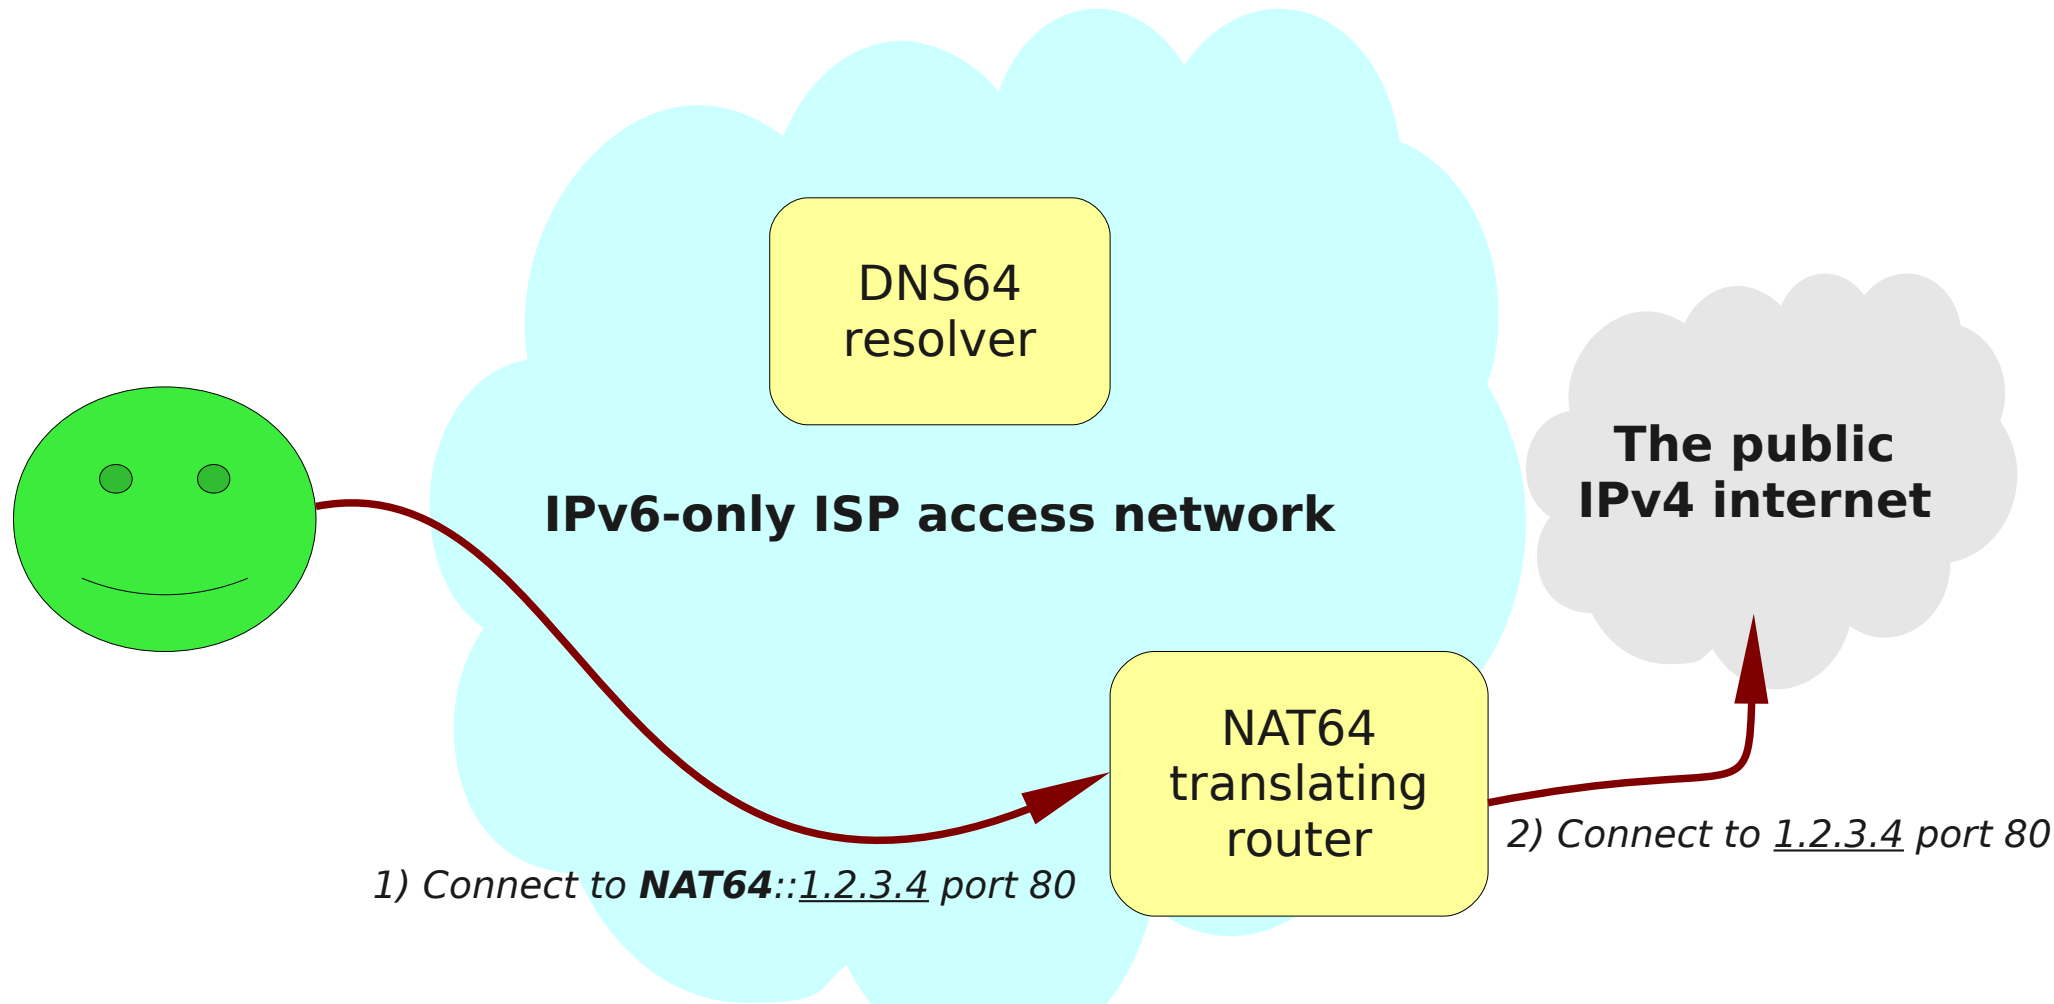 DNS64
resolver
IPv6-only ISP access network
The public
IPv4 internet
NAT64
translating
router
1) Connect to NAT64::1.2.3.4 port 80
2) Connect to 1.2.3.4 port 80